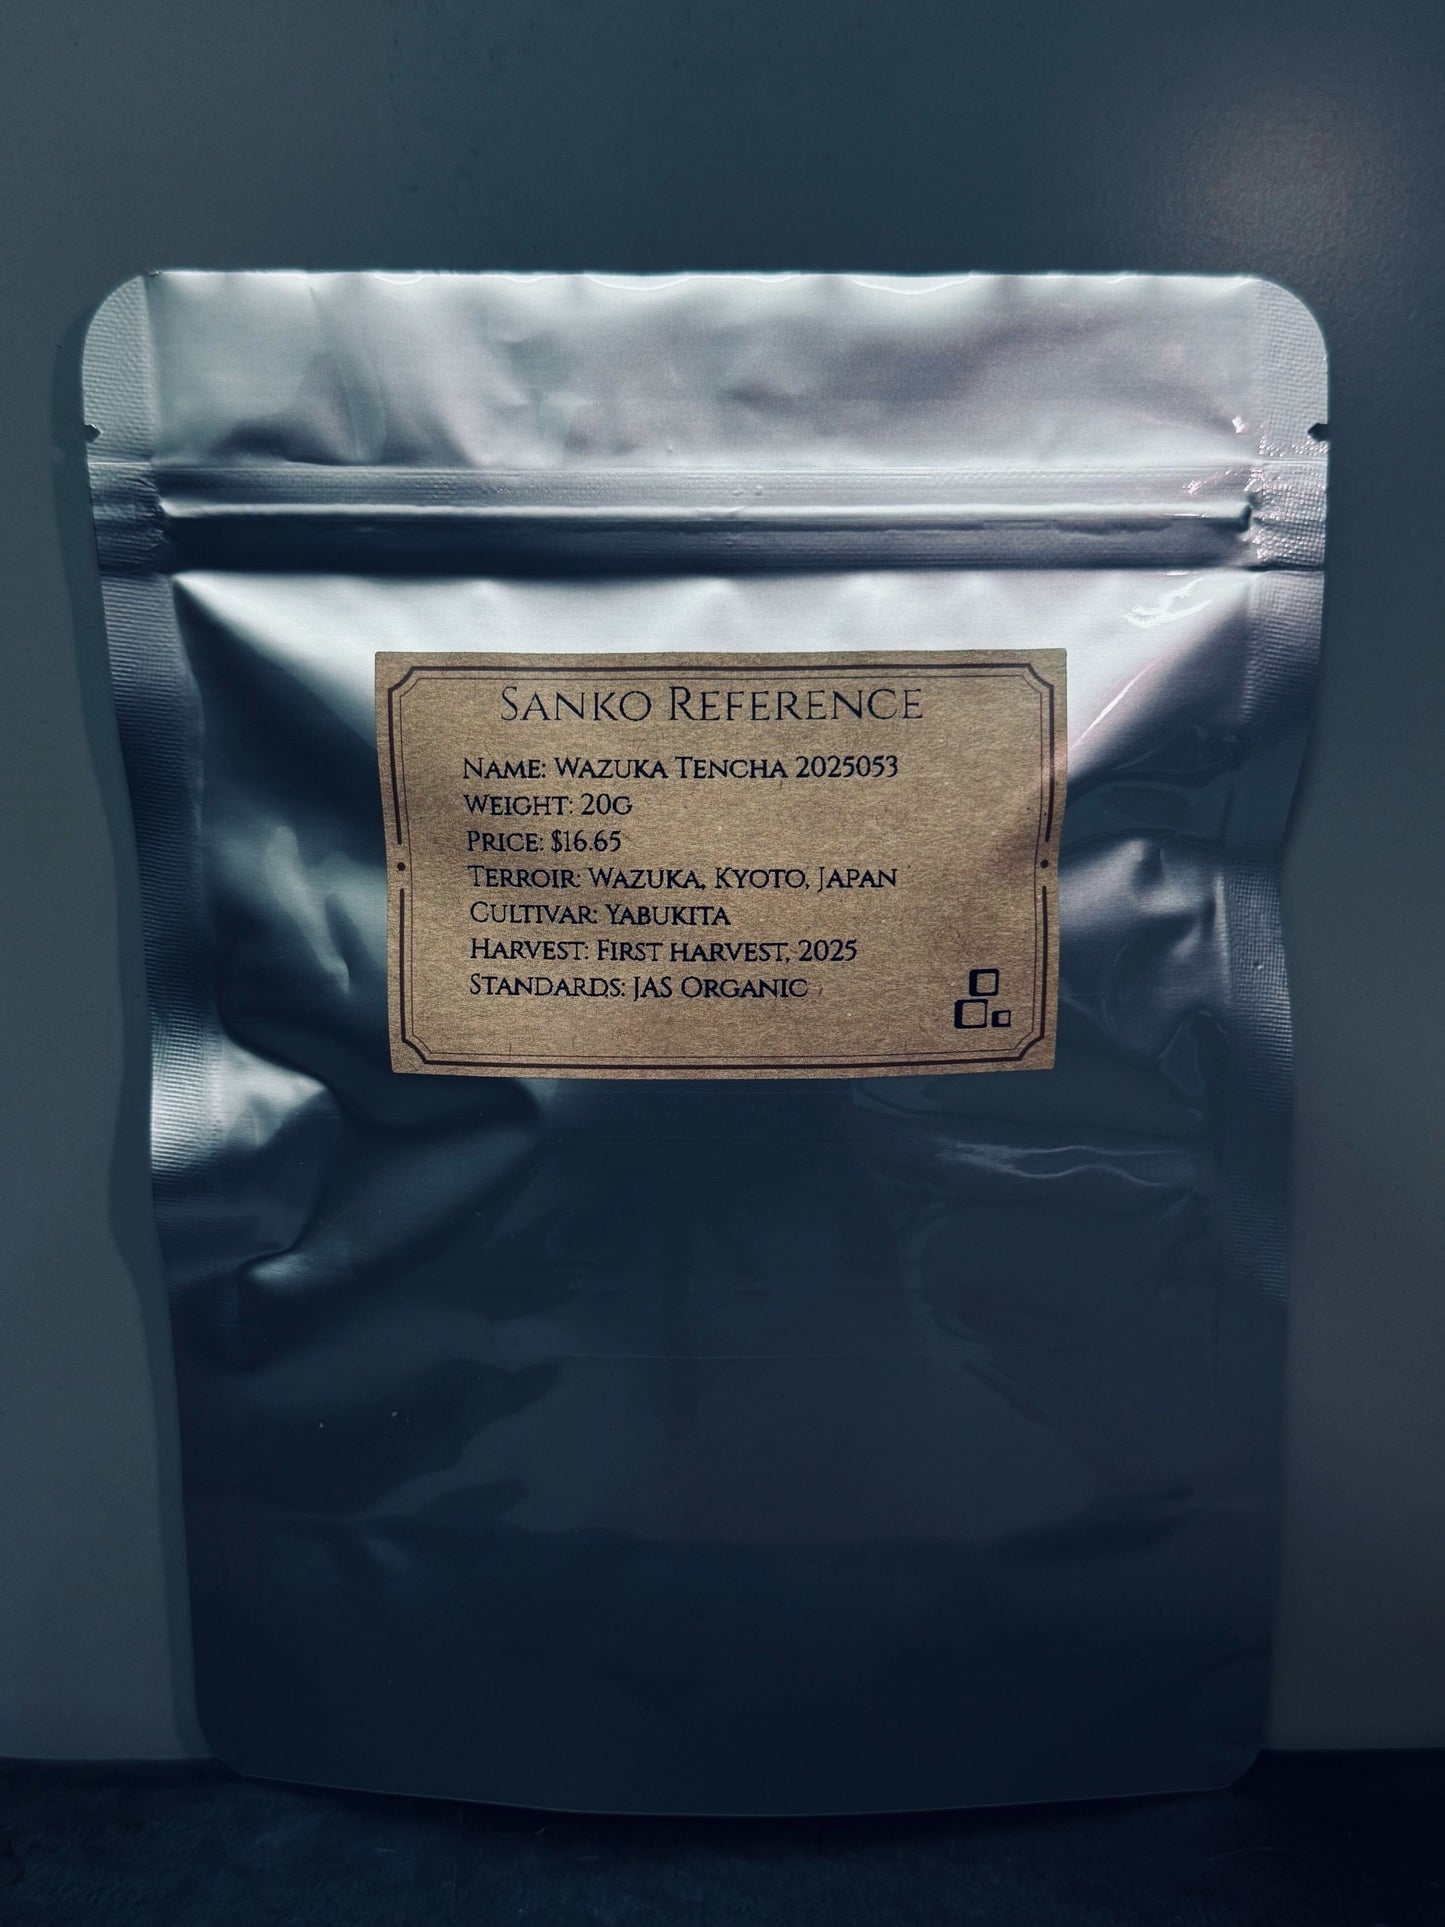 Sanko Reference
Name: Wazuka Tencha 2025053
Weight: 20g
Price: $16.65
Terroir: Wazuka, Kyoto, Japan
Cultivar: Yabukita
Harvest: First harvest, 2025
Standards: JAS Organic